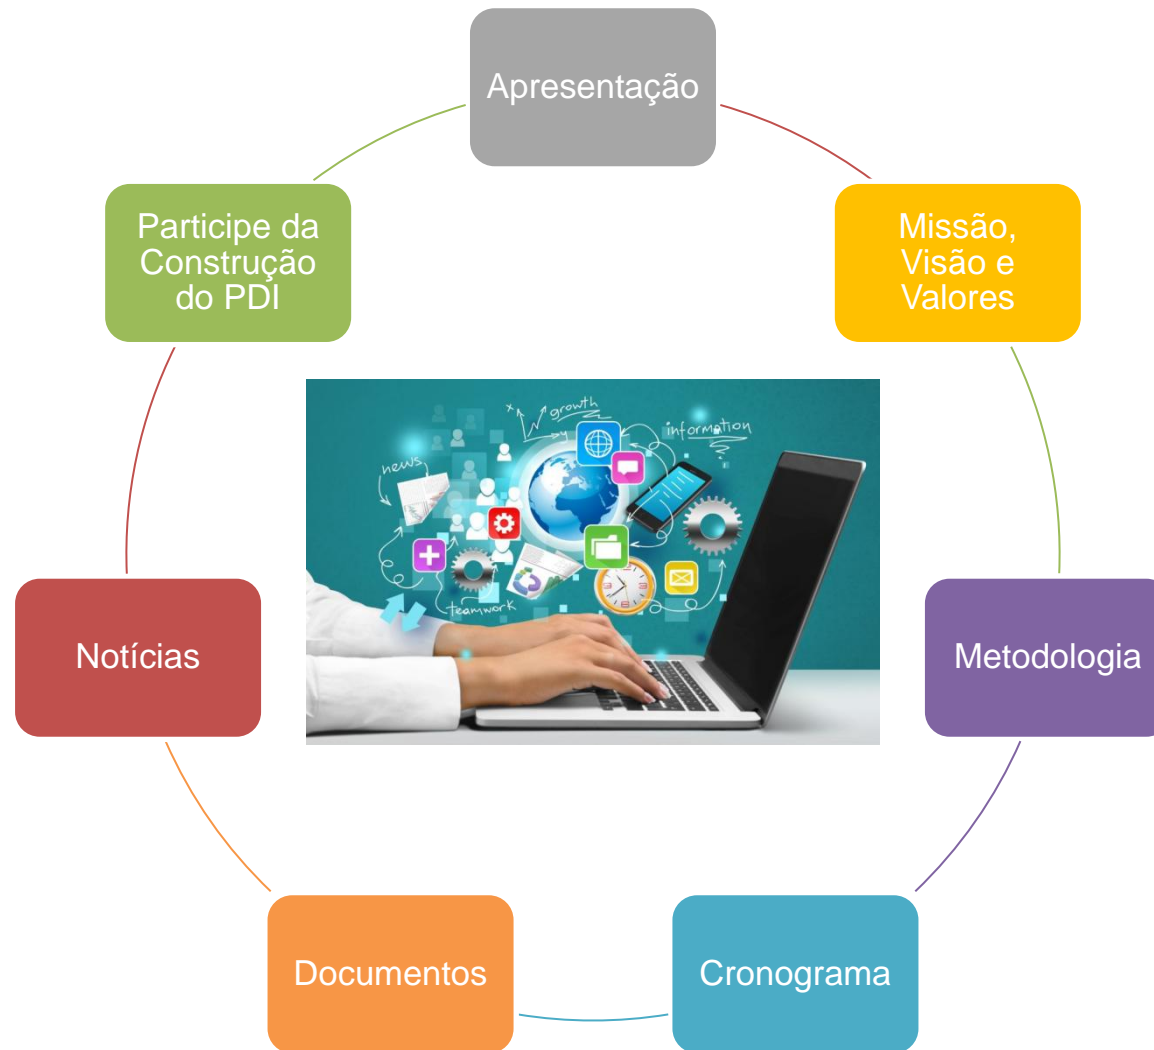 Apresentação
Missão,
Visão e
Valores
Metodologia
Cronograma
Documentos
Notícias
Participe da
Construção
do PDI
growth
information
news
teamwork
x
y